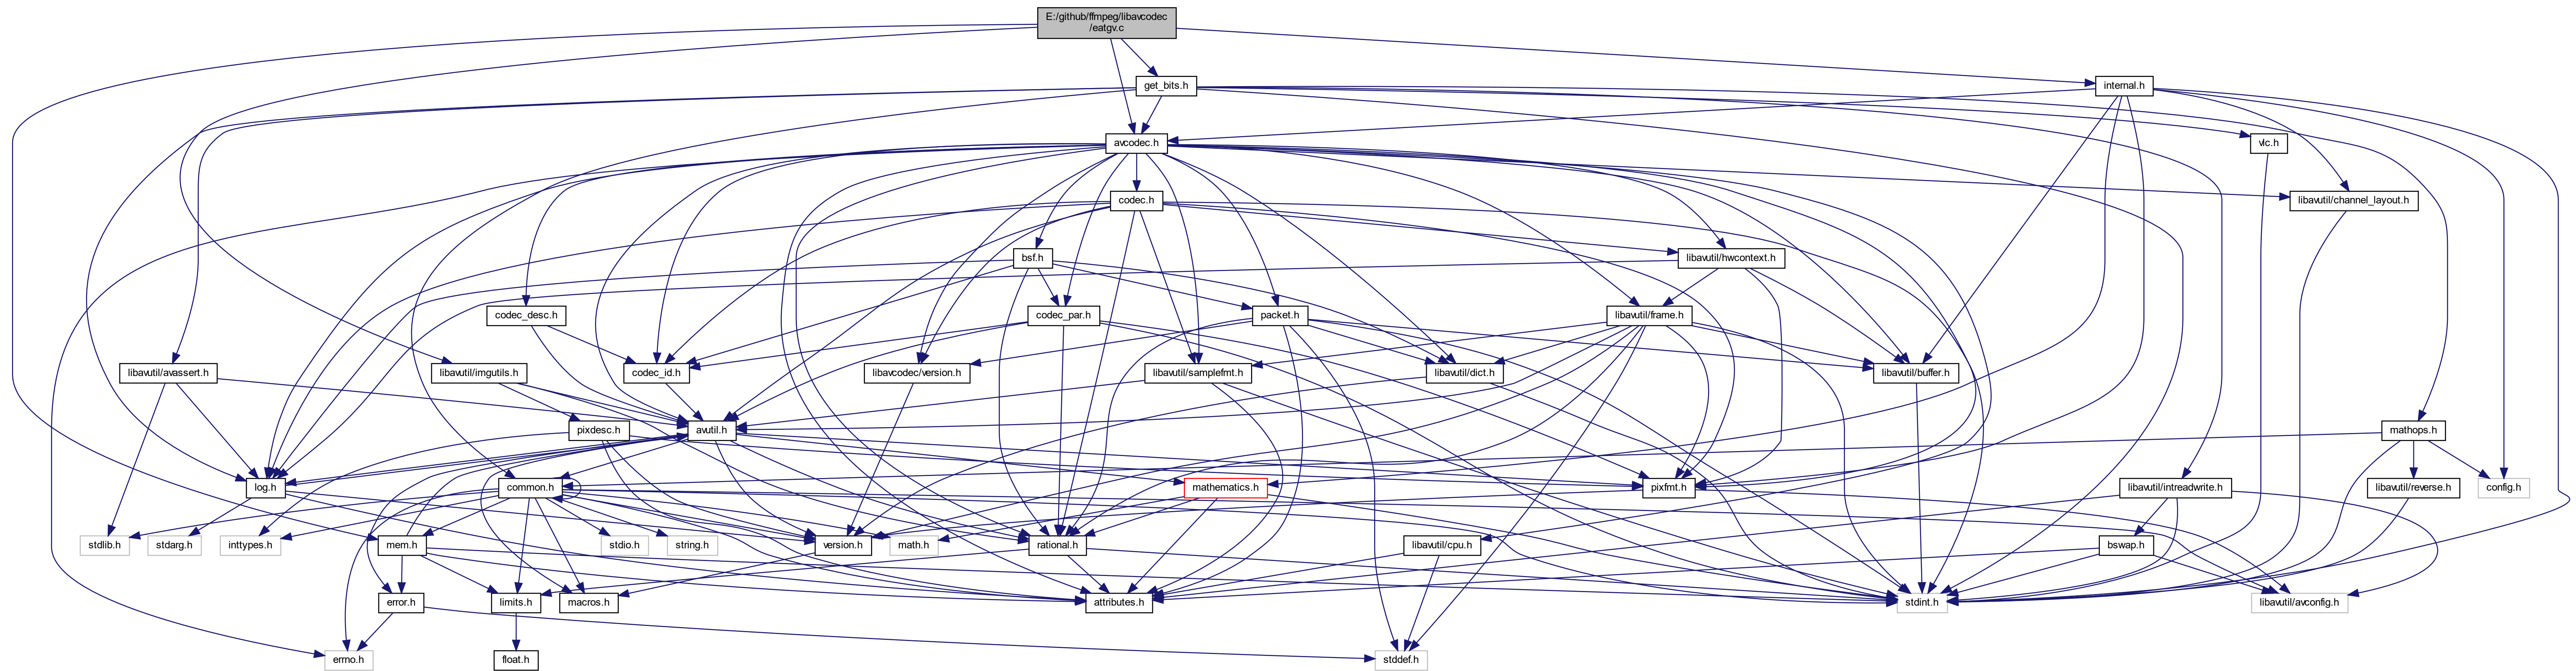 E:/github/ffmpeg/libavcodec
/eatgv.c
get_bits.h
internal.h
avcodec.h
vlc.h
codec.h
libavutil/channel_layout.h
bsf.h
libavutil/hwcontext.h
codec_desc.h
codec_par.h
packet.h
libavutil/frame.h
libavutil/avassert.h
libavutil/imgutils.h
codec_id.h
libavcodec/version.h
libavutil/samplefmt.h
libavutil/dict.h
libavutil/buffer.h
pixdesc.h
avutil.h
mathops.h
log.h
common.h
mathematics.h
pixfmt.h
libavutil/intreadwrite.h
libavutil/reverse.h
config.h
stdlib.h
stdarg.h
inttypes.h
mem.h
stdio.h
string.h
version.h
math.h
rational.h
libavutil/cpu.h
bswap.h
error.h
limits.h
macros.h
attributes.h
stdint.h
libavutil/avconfig.h
errno.h
float.h
stddef.h